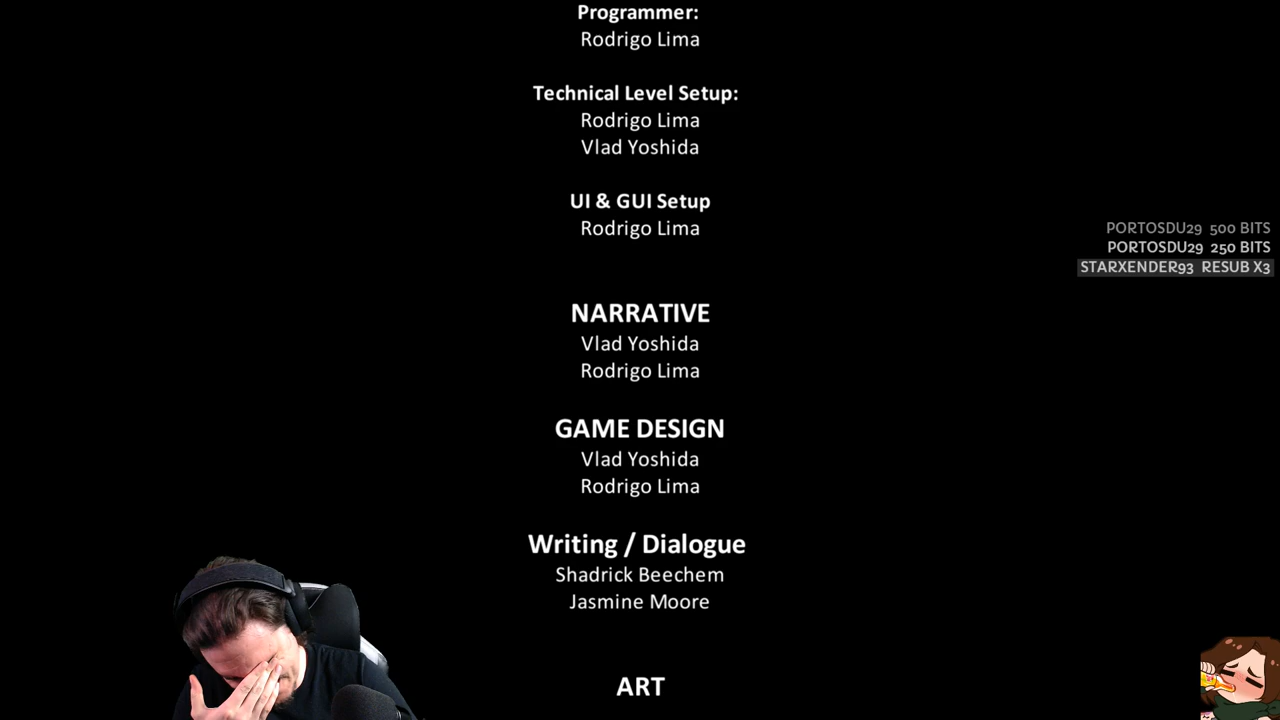 Programmer:
Rodrigo Lima
Technical Level Setup:
Rodrigo Lima
Vlad Yoshida
UI & GUI Setup
Rodrigo Lima
PORTOSDU29 500 BITS
PORTOSDU29 250 BITS
STARXENDER93 RESUB X3
NARRATIVE
Vlad Yoshida
Rodrigo Lima
GAME DESIGN
Vlad Yoshida
Rodrigo Lima
Writing / Dialogue
Shadrick Beechem
Jasmine Moore
ART